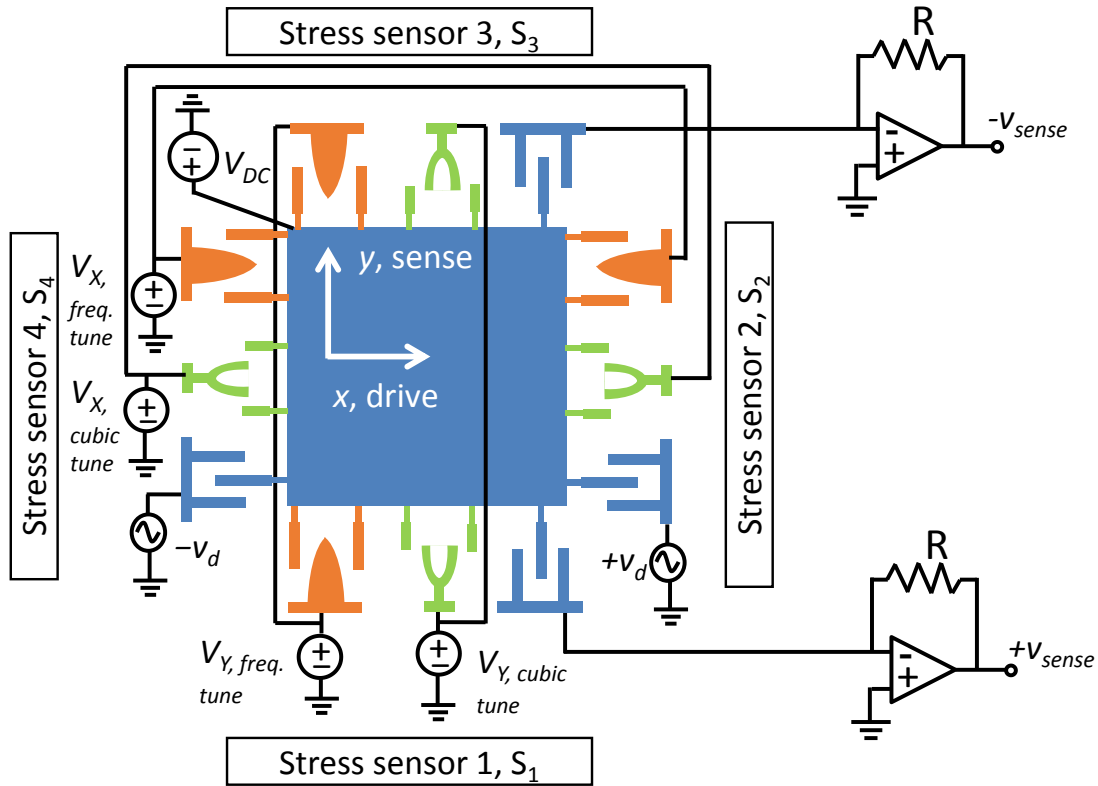 Stress sensor 3, S3
R
-
+
-vsense
−
+
VDC
y, sense
x, drive
Stress sensor 4, S4
VX,
freq.
tune
+
−
VX,
cubic
tune
+
−
Stress sensor 2, S2
−vd
+vd
R
-
+
+vsense
VY, freq.
tune
+
−
+
−
VY, cubic
tune
Stress sensor 1, S1